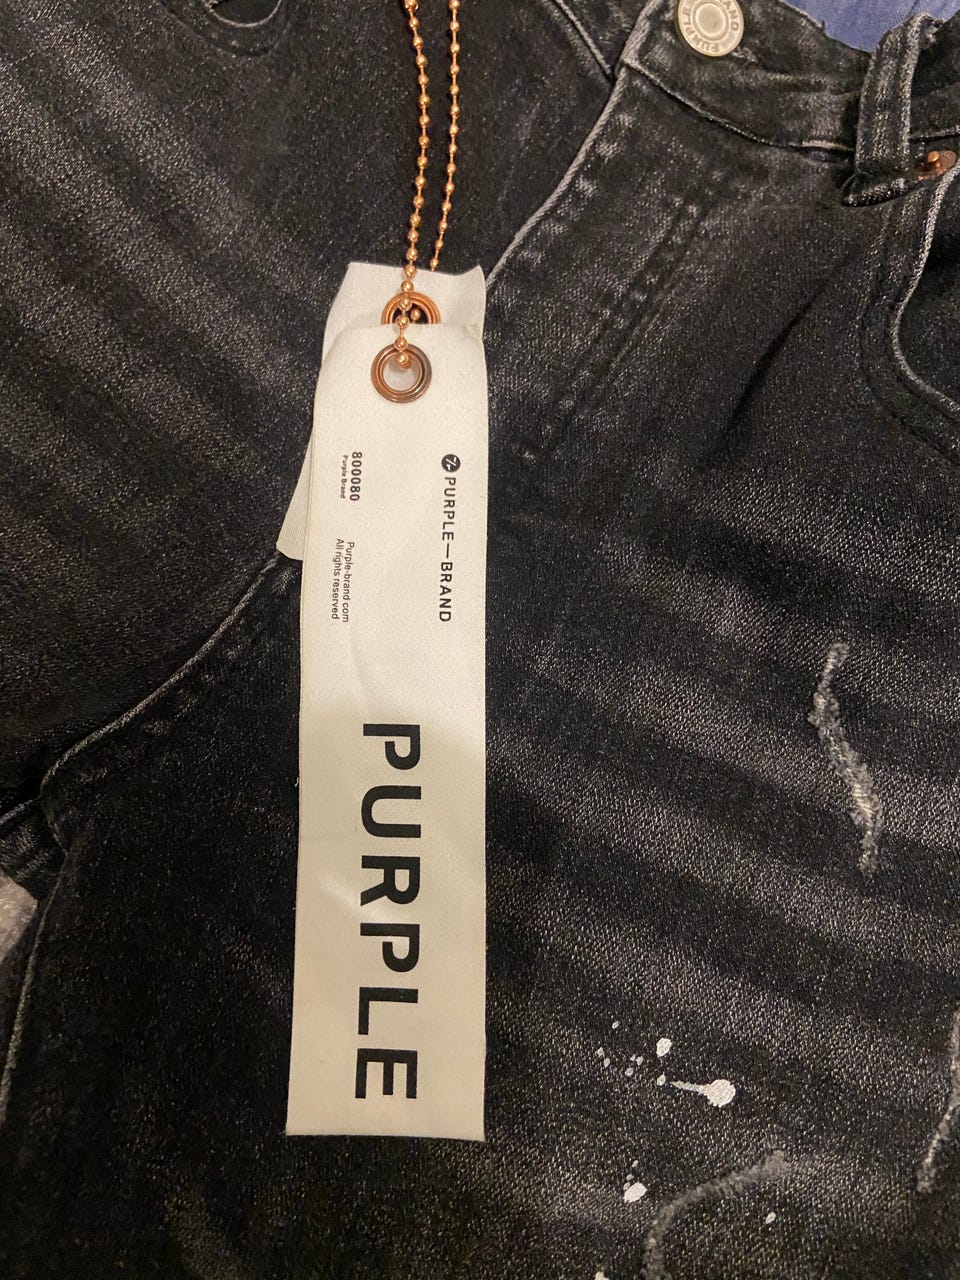 PURPLE—BRAND
800080
Purple Brand
Purple-brand com
All rights reserved
PURPLE